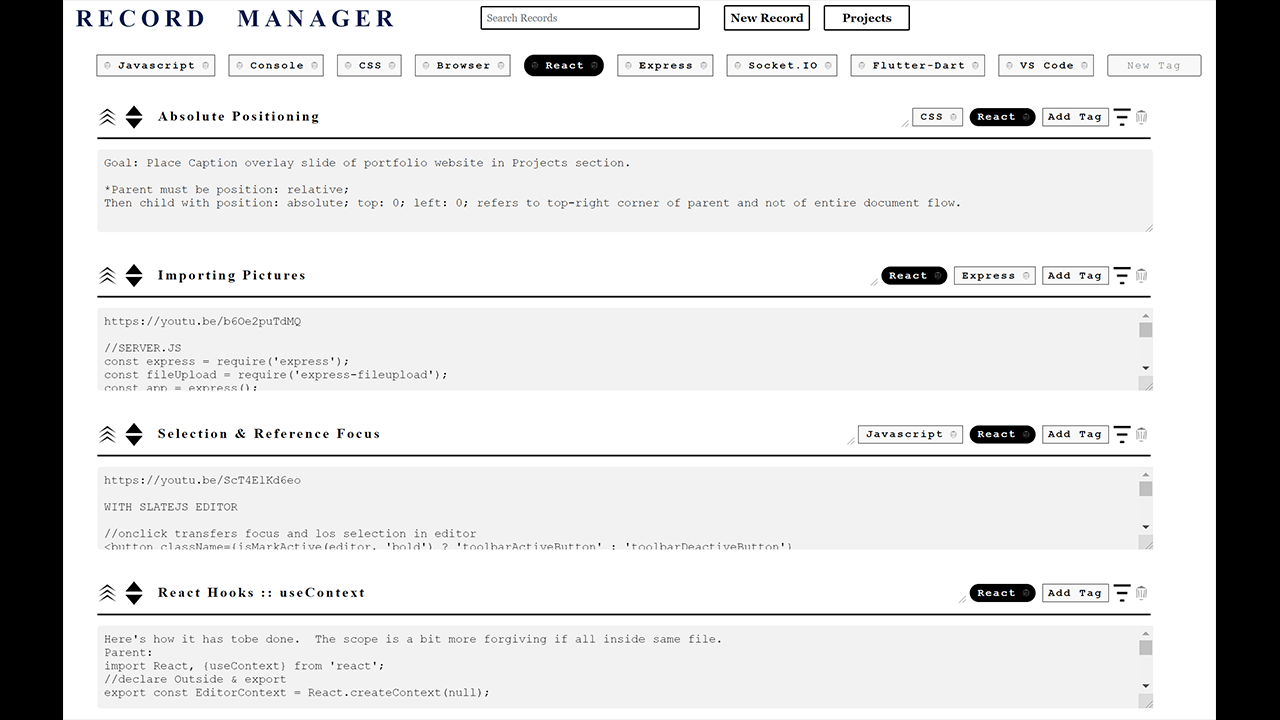 RECORD MANAGER
Search Records
New Record
Projects
Javascript
Console
CSS
Browser
React
Express
Socket.IO
Flutter-Dart
VS Code
New Tag
Absolute Positioning
CSS
React
Add Tag
Goal: Place Caption overlay slide of portfolio website in Projects section.
*Parent must be position: relative;
Then child with position: absolute; top: 0; left: 0; refers to top-right corner of parent and not of entire document flow.
Importing Pictures
React
Express
Add Tag
https://youtu.be/b6Oe2puTdMQ
//SERVER.JS
const express = require('express');
const fileUpload = require('express-fileupload');
const app = express();
Selection & Reference Focus
Javascript
React
Add Tag
https://youtu.be/ScT4ElKd6eo
WITH SLATEJS EDITOR
//onclick transfers focus and los selection in editor
<button className={isMarkActive(editor, 'bold') ? 'toolbarActiveButton' : 'toolbarDeactiveButton'}
React Hooks :: useContext
React
Add Tag
Here's how it has tobe done.  The scope is a bit more forgiving if all inside same file.
Parent:
import React, {useContext} from 'react';
//declare Outside & export
export const EditorContext = React.createContext(null);